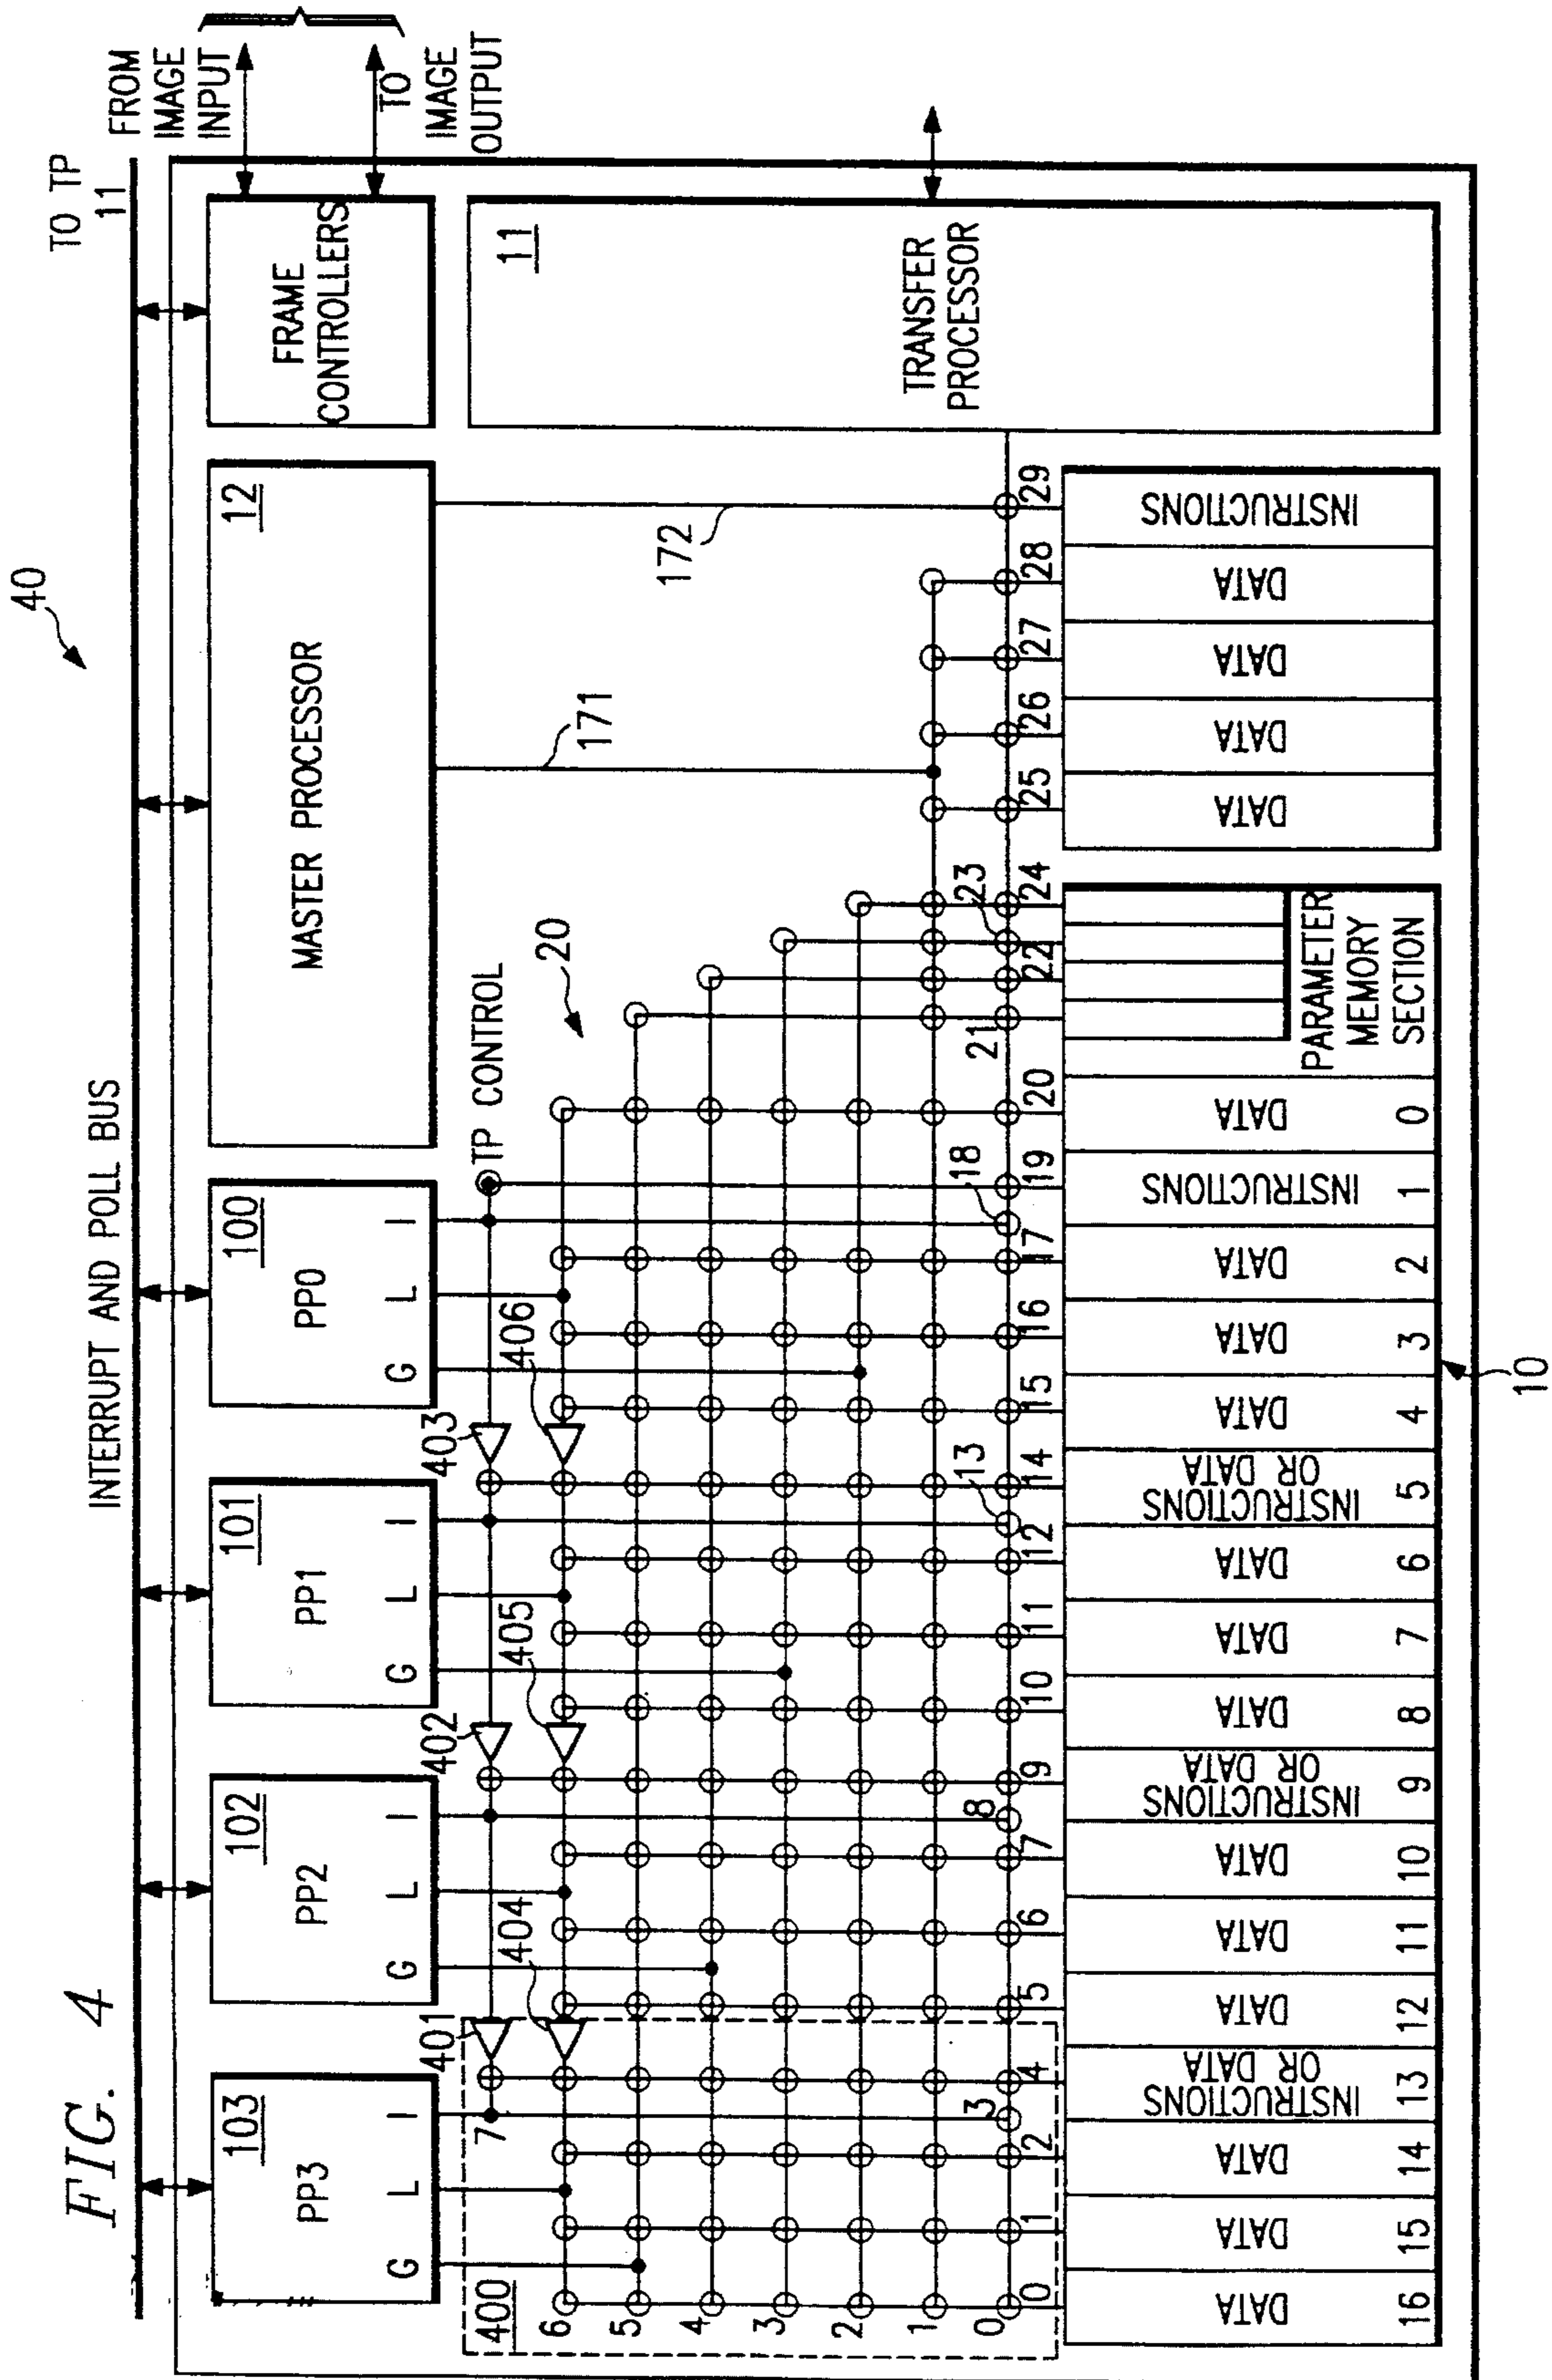 FIG. 4
40
INTERRUPT AND POLL BUS
TO TP
11
FROM
IMAGE
INPUT
TO
IMAGE
OUTPUT
103
PP3
G L I
102
PP2
G L I
101
PP1
G L I
100
PP0
G L I
12
MASTER PROCESSOR
FRAME
CONTROLLERS
11
TRANSFER
PROCESSOR
TP CONTROL
20
171
172
400
401
402
403
404
405
406
7
6
5
4
3
2
1
0
0 1 2 3 4 5 6 7 8 9 10 11 12 13 14 15 16 17 18 19 20 21 22 23 24 25 26 27 28 29
DATA
DATA
DATA
INSTRUCTIONS
OR DATA
DATA
DATA
DATA
INSTRUCTIONS
OR DATA
DATA
DATA
DATA
INSTRUCTIONS
OR DATA
DATA
DATA
DATA
INSTRUCTIONS
DATA
PARAMETER
MEMORY
SECTION
DATA
DATA
DATA
DATA
INSTRUCTIONS
16 15 14 13 12 11 10 9 8 7 6 5 4 3 2 1 0
10